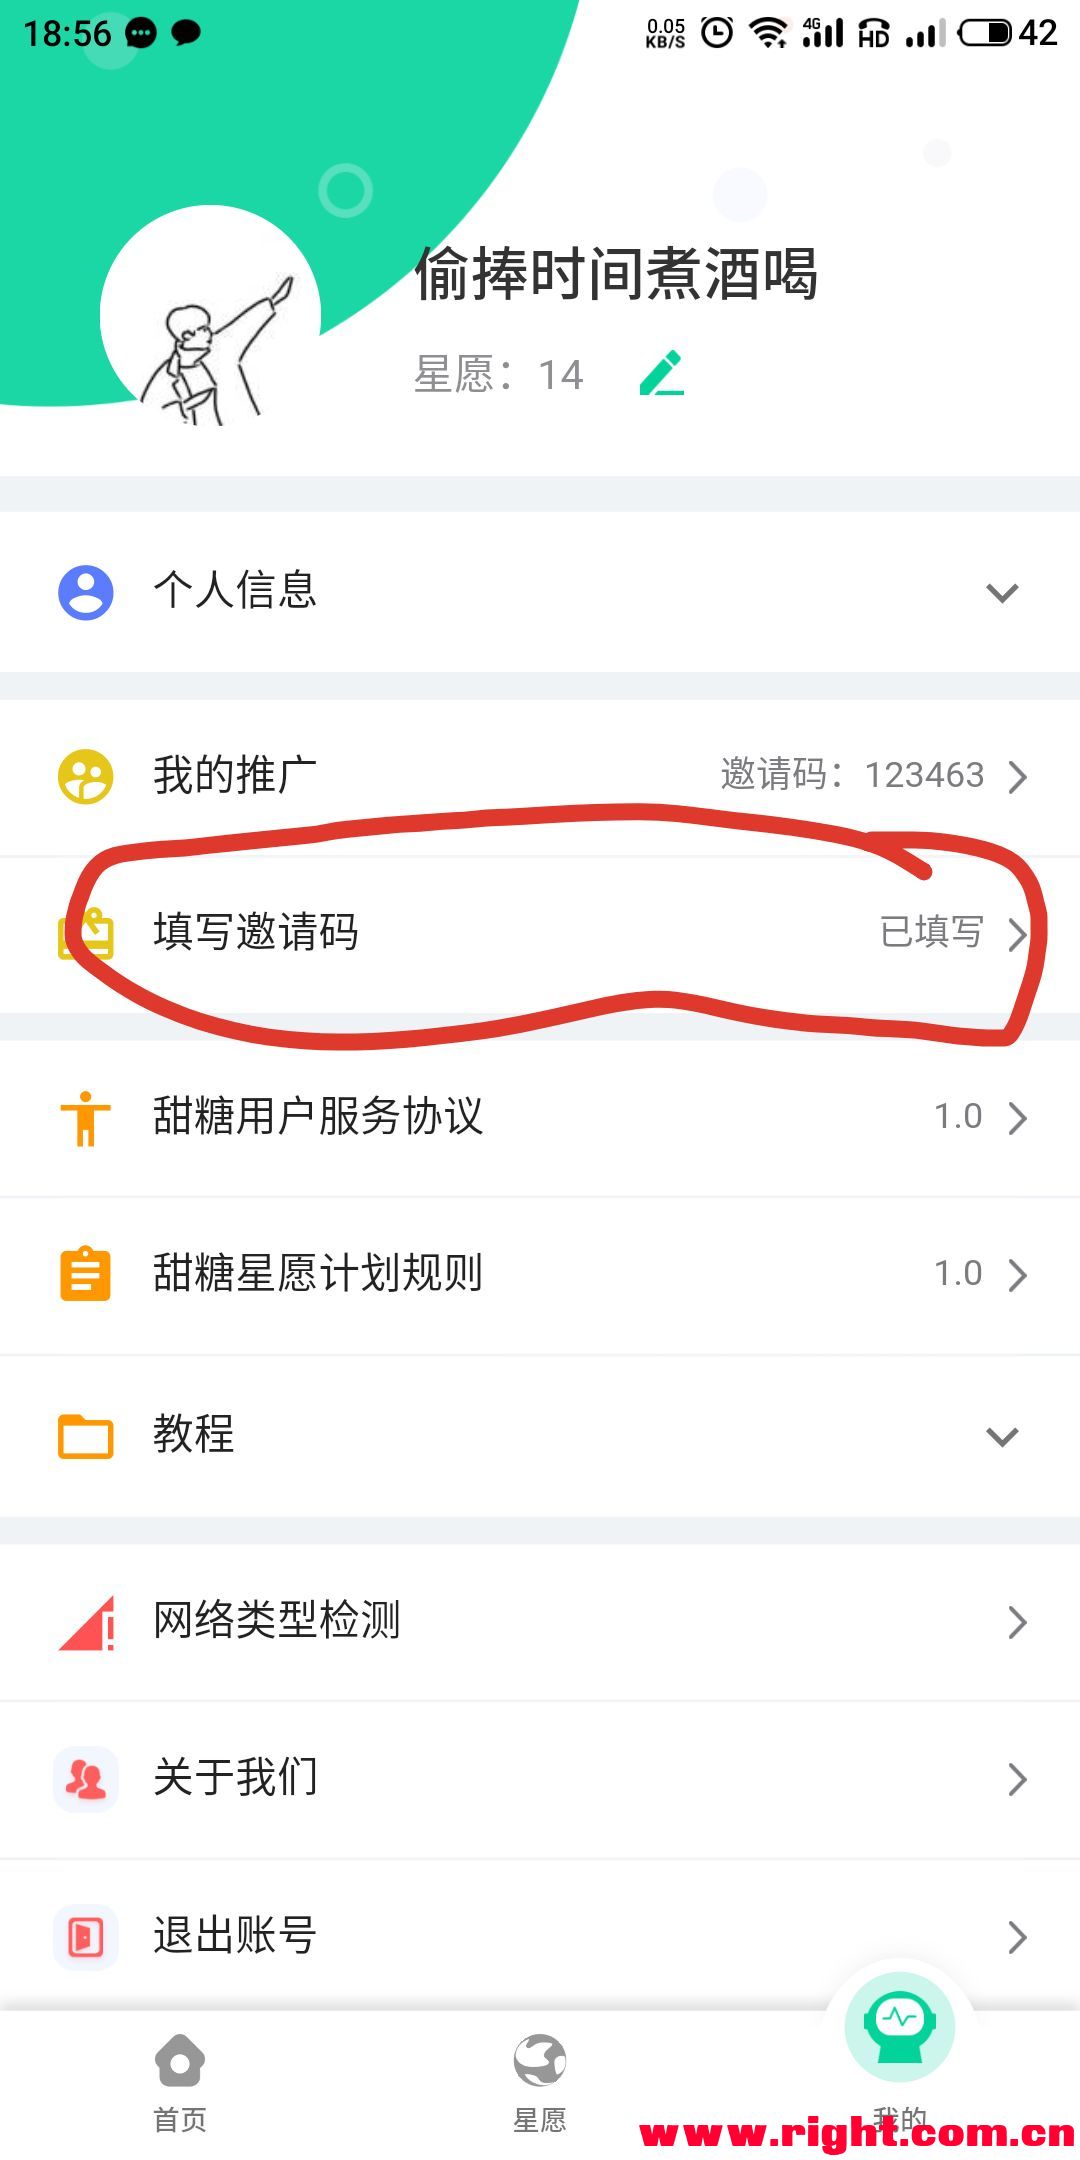 18:56 0.05 KB/S 4G HD 42
偷捧时间煮酒喝
星愿：14
个人信息
我的推广 邀请码：123463
填写邀请码 已填写
甜糖用户服务协议 1.0
甜糖星愿计划规则 1.0
教程
网络类型检测
关于我们
退出账号
首页 星愿 我的
www.right.com.cn